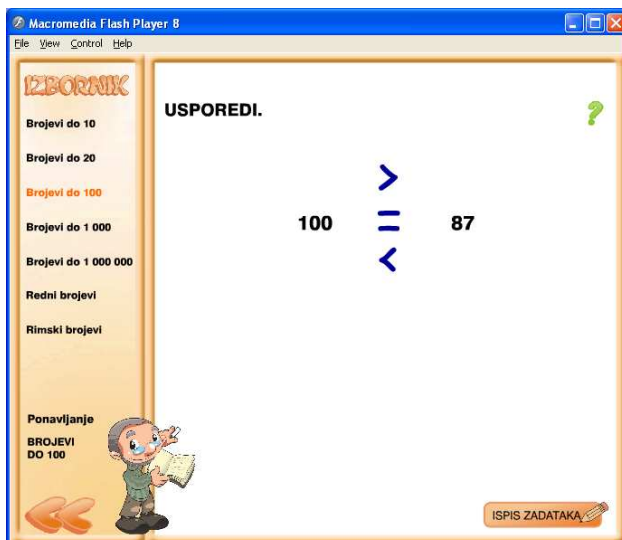 Macromedia Flash Player 8
File View Control Help
IZBORNIK
Brojevi do 10
Brojevi do 20
Brojevi do 100
Brojevi do 1 000
Brojevi do 1 000 000
Redni brojevi
Rimski brojevi
Ponavljanje
BROJEVI
DO 100
USPOREDI.
?
>
100 = 87
<
ISPIS ZADATAKA